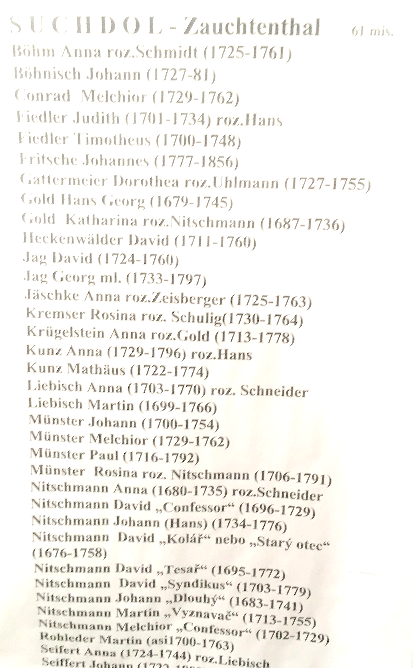 S U C H D O L - Zauchtenthal 61 mis.
Böhm Anna roz.Schmidt (1725-1761)
Böhnisch Johann (1727-81)
Conrad Melchior (1729-1762)
Fiedler Judith (1701-1734) roz.Hans
Fiedler Timotheus (1700-1748)
Fritsche Johannes (1777-1856)
Gattermeier Dorothea roz.Uhlmann (1727-1755)
Gold Hans Georg (1679-1745)
Gold Katharina roz.Nitschmann (1687-1736)
Heckenwälder David (1711-1760)
Jag David (1724-1760)
Jag Georg ml. (1733-1797)
Jäschke Anna roz.Zeisberger (1725-1763)
Kremser Rosina roz. Schulig(1730-1764)
Krügelstein Anna roz.Gold (1713-1778)
Kunz Anna (1729-1796) roz.Hans
Kunz Mathäus (1722-1774)
Liebisch Anna (1703-1770) roz. Schneider
Liebisch Martin (1699-1766)
Münster Johann (1700-1754)
Münster Melchior (1729-1762)
Münster Paul (1716-1792)
Münster Rosina roz. Nitschmann (1706-1791)
Nitschmann Anna (1680-1735) roz.Schneider
Nitschmann David „Confessor“ (1696-1729)
Nitschmann Johann (Hans) (1734-1776)
Nitschmann David „Kolář“ nebo „Starý otec“
(1676-1758)
Nitschmann David „Tesař“ (1695-1772)
Nitschmann David „Syndikus“ (1703-1779)
Nitschmann Johann „Dlouhý“ (1683-1741)
Nitschmann Martin „Vyznavač“ (1713-1755)
Nitschmann Melchior „Confessor“ (1702-1729)
Rohleder Martin (asi1700-1763)
Seifert Anna (1724-1744) roz.Liebisch
Seiffert Johann